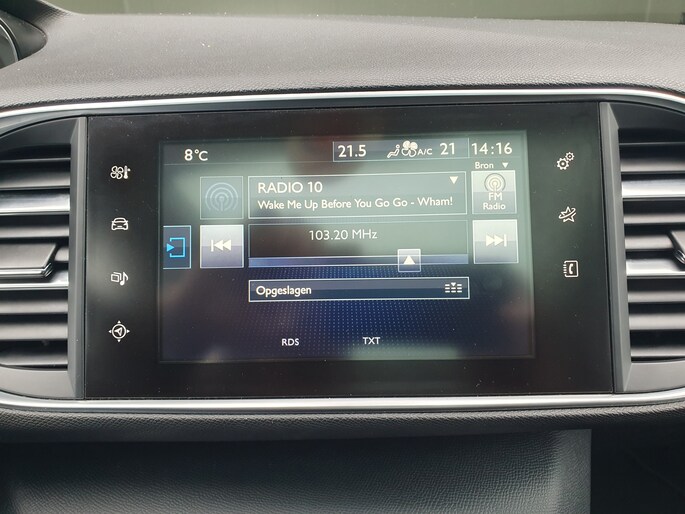 8°C
21.5 A/C 21 14:16
Bron
RADIO 10
Wake Me Up Before You Go Go - Wham!
FM
Radio
103.20 MHz
Opgeslagen
RDS TXT